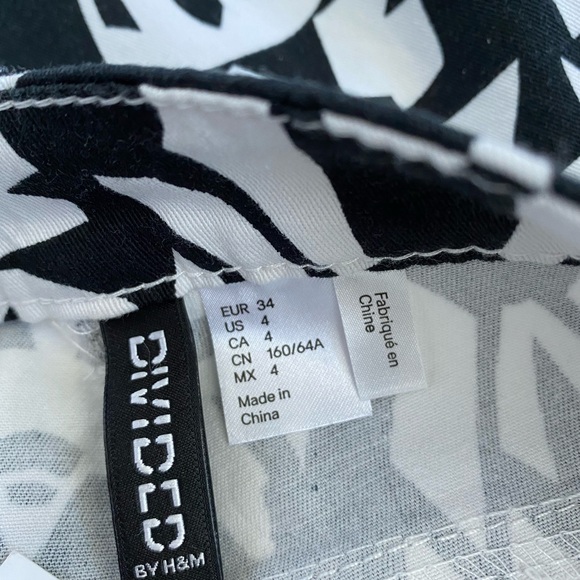 EUR 34
US 4
CA 4
CN 160/64A
MX 4
Made in
China
Fabriqué en
Chine
DIVIDED
BY H&M